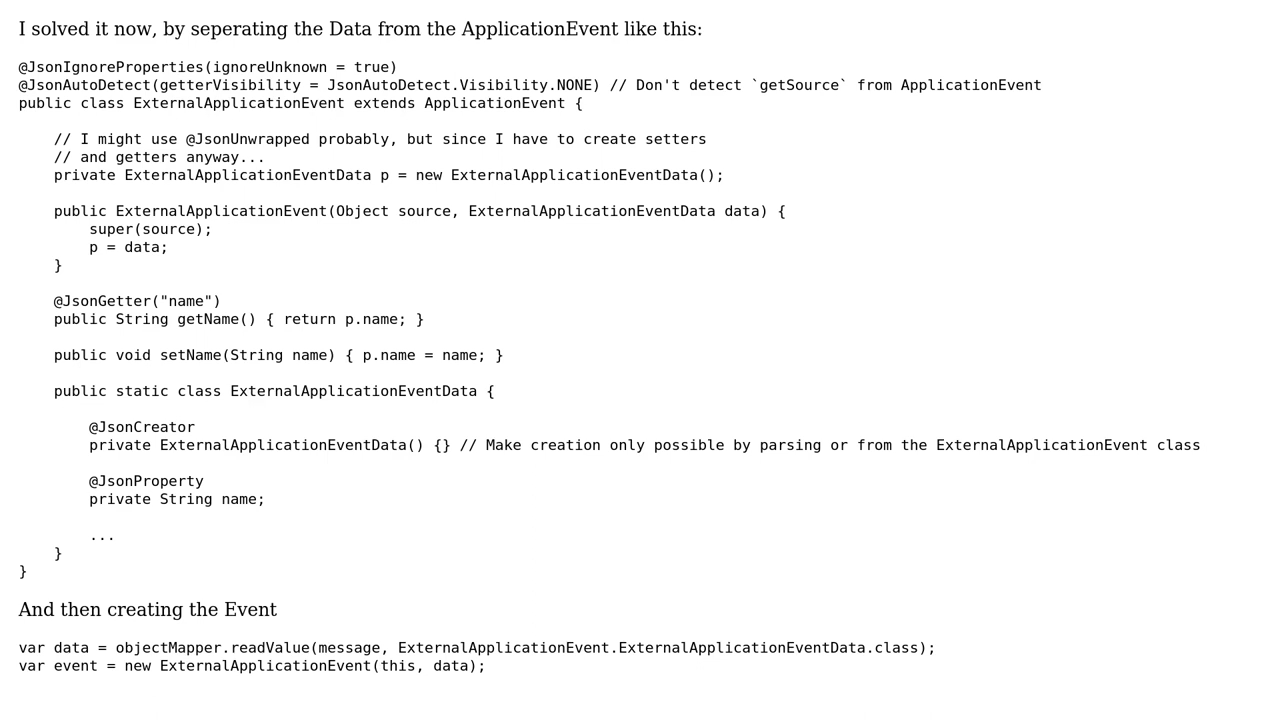 I solved it now, by seperating the Data from the ApplicationEvent like this:
@JsonIgnoreProperties(ignoreUnknown = true)
@JsonAutoDetect(getterVisibility = JsonAutoDetect.Visibility.NONE) // Don't detect `getSource` from ApplicationEvent
public class ExternalApplicationEvent extends ApplicationEvent {

    // I might use @JsonUnwrapped probably, but since I have to create setters
    // and getters anyway...
    private ExternalApplicationEventData p = new ExternalApplicationEventData();

    public ExternalApplicationEvent(Object source, ExternalApplicationEventData data) {
        super(source);
        p = data;
    }

    @JsonGetter("name")
    public String getName() { return p.name; }

    public void setName(String name) { p.name = name; }

    public static class ExternalApplicationEventData {

        @JsonCreator
        private ExternalApplicationEventData() {} // Make creation only possible by parsing or from the ExternalApplicationEvent class

        @JsonProperty
        private String name;

        ...
    }
}
And then creating the Event
var data = objectMapper.readValue(message, ExternalApplicationEvent.ExternalApplicationEventData.class);
var event = new ExternalApplicationEvent(this, data);